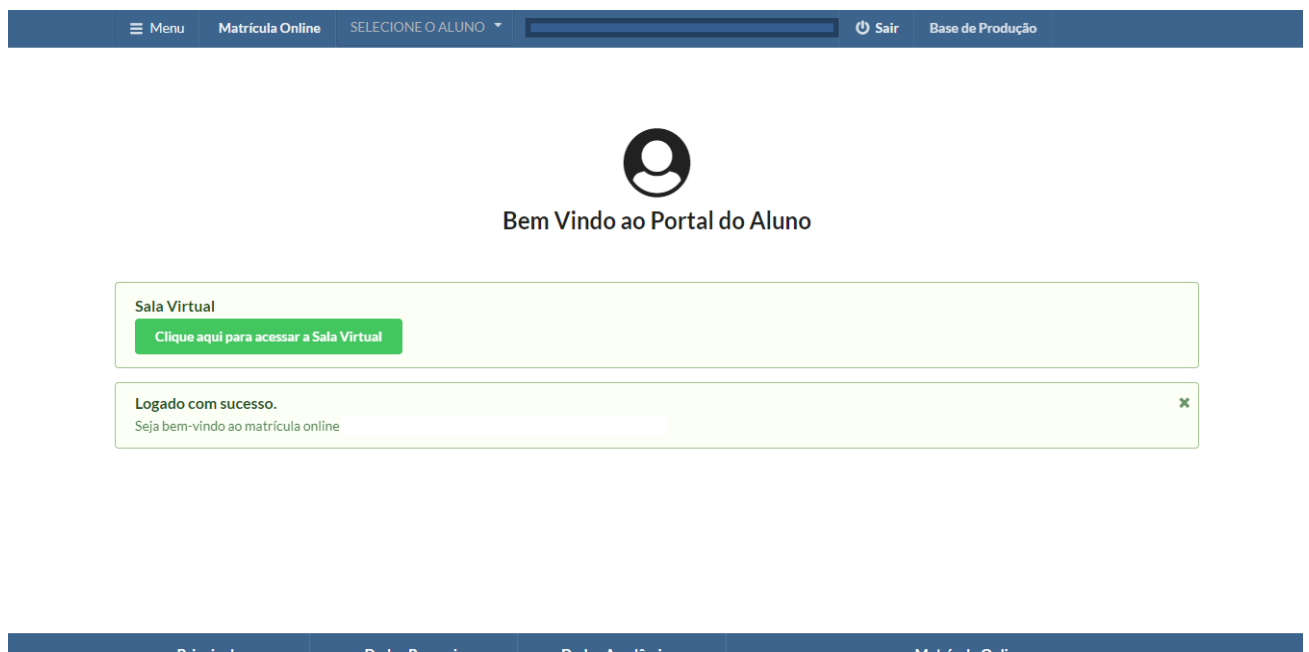 Menu Matrícula Online SELECIONE O ALUNO Sair Base de Produção
Bem Vindo ao Portal do Aluno
Sala Virtual
Clique aqui para acessar a Sala Virtual
Logado com sucesso.
Seja bem-vindo ao matrícula online